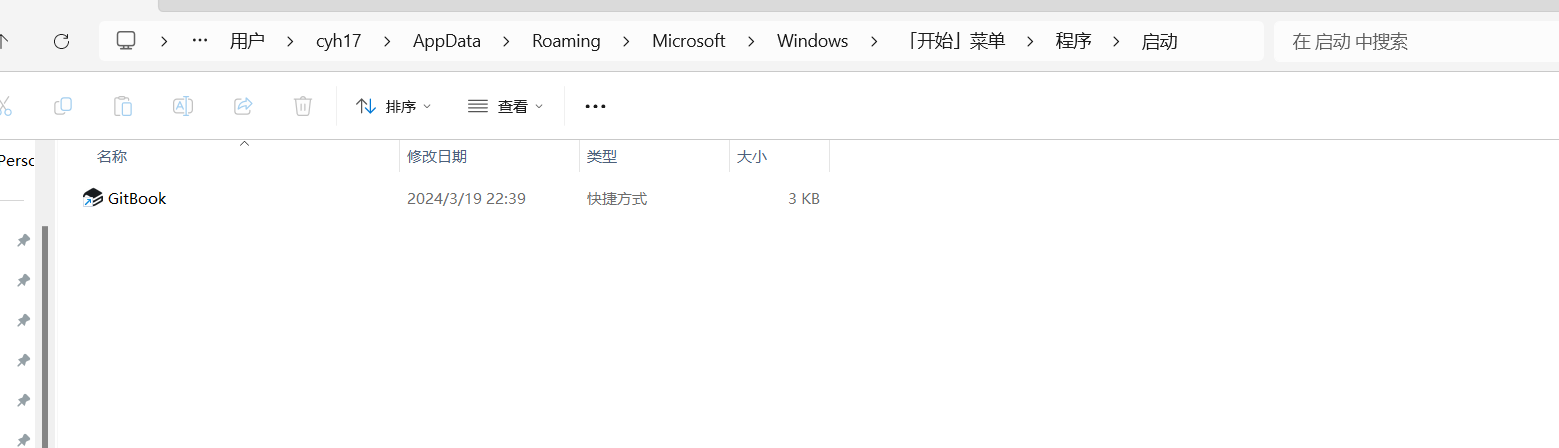 用户 cyh17 AppData Roaming Microsoft Windows 「开始」菜单 程序 启动 在 启动 中搜索
排序 查看
Perso
名称 修改日期 类型 大小
GitBook 2024/3/19 22:39 快捷方式 3 KB